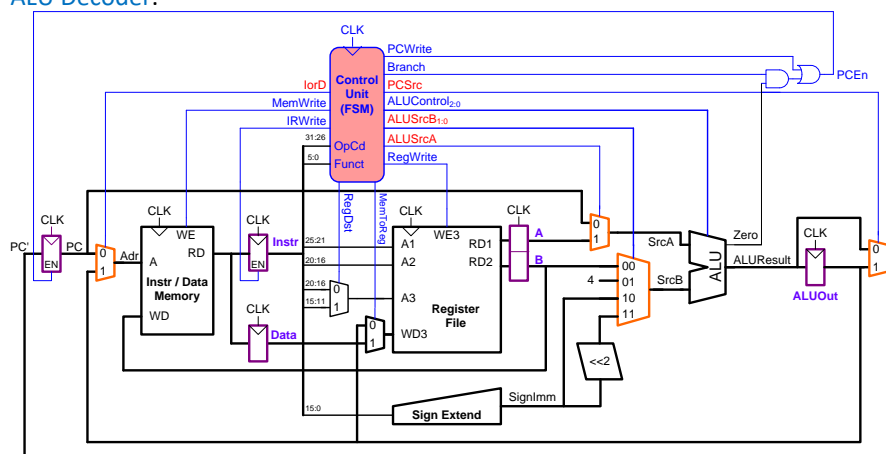 ALU Decoder.
CLK
PCWrite
Branch
PCEn
IorD
Control
Unit
(FSM)
PCSrc
MemWrite
ALUControl2:0
IRWrite
ALUSrcB1:0
31:26
OpCd
ALUSrcA
5:0
Funct
RegWrite
RegDst
MemToReg
CLK
CLK
CLK
CLK
CLK
CLK
PC'
PC
EN
0
1
Adr
WE
RD
A
Instr / Data
Memory
WD
Instr
EN
25:21
A1
WE3
RD1
A
0
1
SrcA
Zero
0
1
20:16
A2
RD2
B
00
ALU
ALUResult
20:16
0
A3
4
01
SrcB
15:11
1
10
ALUOut
CLK
Data
0
1
WD3
Register
File
11
<<2
15:0
Sign Extend
SignImm